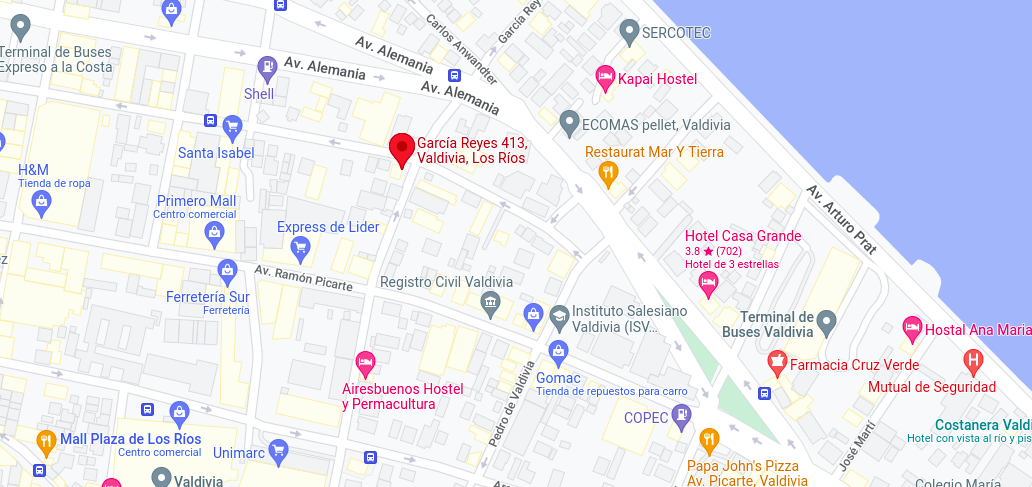 Carlos Anwandter
García Rey
SERCOTEC
Terminal de Buses
Expreso a la Costa
Av. Alemania
Av. Alemania
Av. Alemania
Shell
Kapai Hostel
ECOMAS pellet, Valdivia
García Reyes 413,
Valdivia, Los Ríos
Santa Isabel
Restaurat Mar Y Tierra
H&M
Tienda de ropa
Primero Mall
Centro comercial
Av. Arturo Prat
Express de Lider
Hotel Casa Grande
3.8 ★ (702)
Hotel de 3 estrellas
ez
Av. Ramón Picarte
Registro Civil Valdivia
Ferretería Sur
Ferretería
Instituto Salesiano
Valdivia (ISV...
Terminal de
Buses Valdivia
Hostal Ana Maria
Farmacia Cruz Verde
Mutual de Seguridad
Gomac
Tienda de repuestos para carro
Airesbuenos Hostel
y Permacultura
Pedro de Valdivia
COPEC
Costanera Valdi
Hotel con vista al río y pis
Mall Plaza de Los Ríos
Centro comercial
Unimarc
José Martí
Papa John's Pizza
Av. Picarte, Valdivia
Valdivia
Colegio María